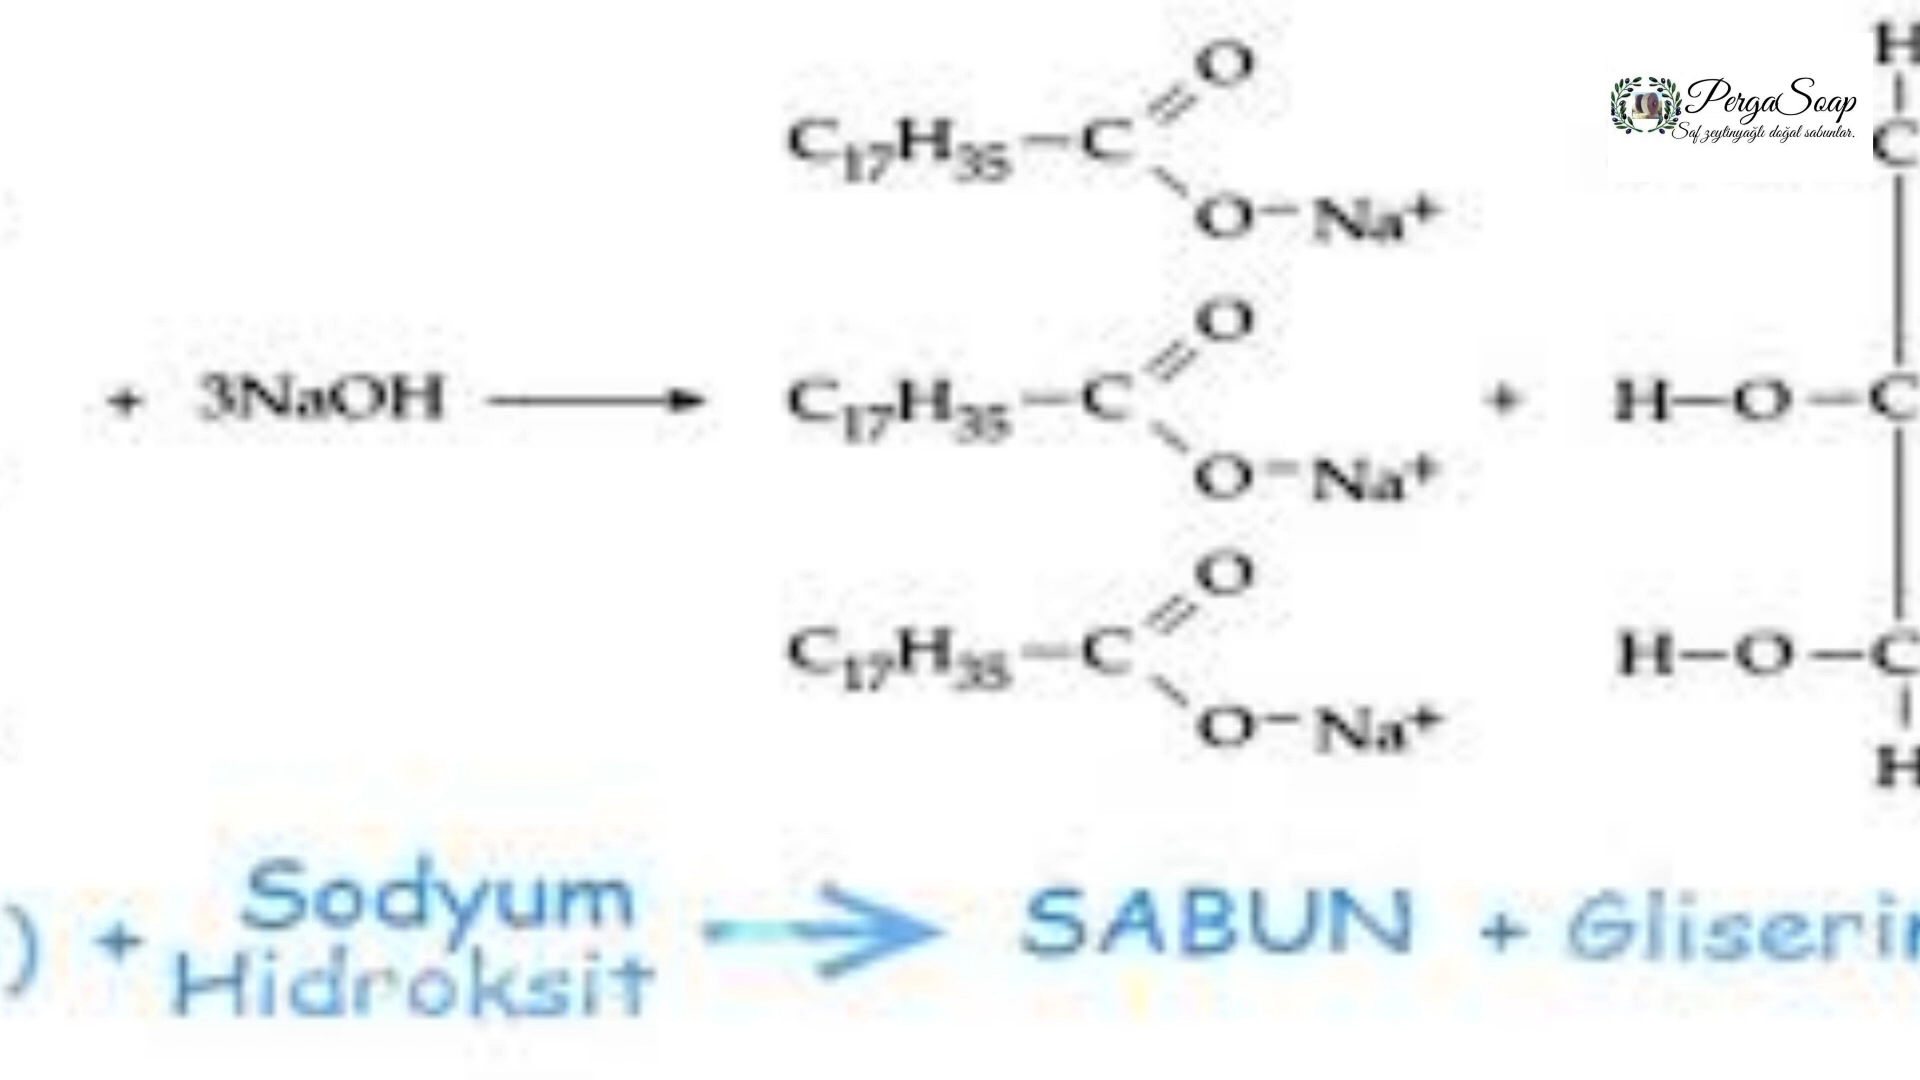 H
O
PergaSoap
C₁₇H₃₅–C
Saf zeytinyağlı doğal sabunlar.
C
O–Na⁺
O
+ 3NaOH → C₁₇H₃₅–C + H–O–C
O–Na⁺
O
C₁₇H₃₅–C H–O–C
O–Na⁺
H
Sodyum
) + → SABUN + Gliserin
Hidroksit